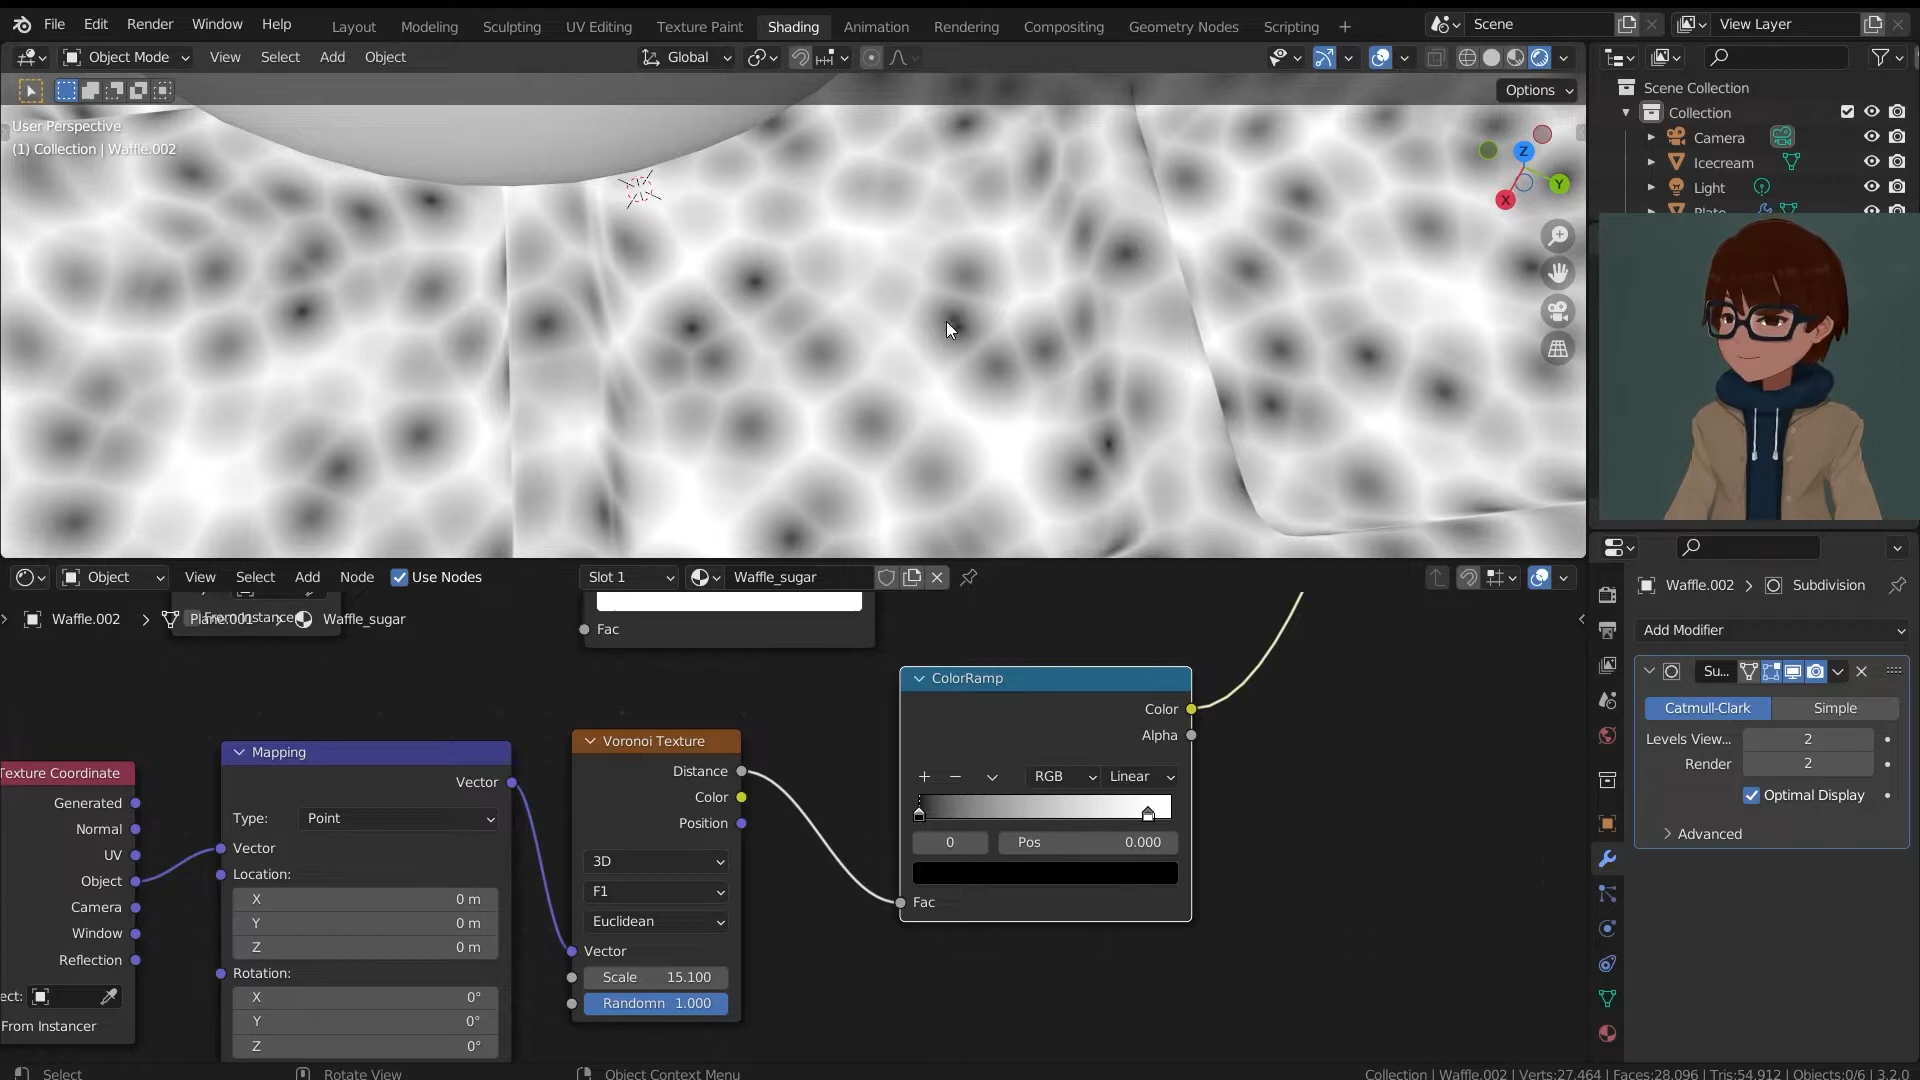 File Edit Render Window Help
Layout Modeling Sculpting UV Editing Texture Paint Shading Animation Rendering Compositing Geometry Nodes Scripting +
Scene
View Layer
Object Mode View Select Add Object
Global
Options
User Perspective
(1) Collection | Waffle.002
Z
Y
X
Scene Collection
Collection
Camera
Icecream
Light
Plate
Object View Select Add Node Use Nodes
Slot 1
Waffle_sugar
Waffle.002 > Plane.001 > Waffle_sugar
From Instancer
Fac
Texture Coordinate
Generated
Normal
UV
Object
Camera
Window
Reflection
ect:
From Instancer
Mapping
Vector
Type: Point
Vector
Location:
X 0 m
Y 0 m
Z 0 m
Rotation:
X 0°
Y 0°
Z 0°
Voronoi Texture
Distance
Color
Position
3D
F1
Euclidean
Vector
Scale 15.100
Randomn 1.000
ColorRamp
Color
Alpha
+ −
RGB
Linear
0
Pos 0.000
Fac
Waffle.002 > Subdivision
Add Modifier
Su...
Catmull-Clark Simple
Levels View... 2
Render 2
Optimal Display
Advanced
Select
Rotate View
Object Context Menu
Collection | Waffle.002 | Verts:27,464 | Faces:28,096 | Tris:54,912 | Objects:0/6 | 3.2.0